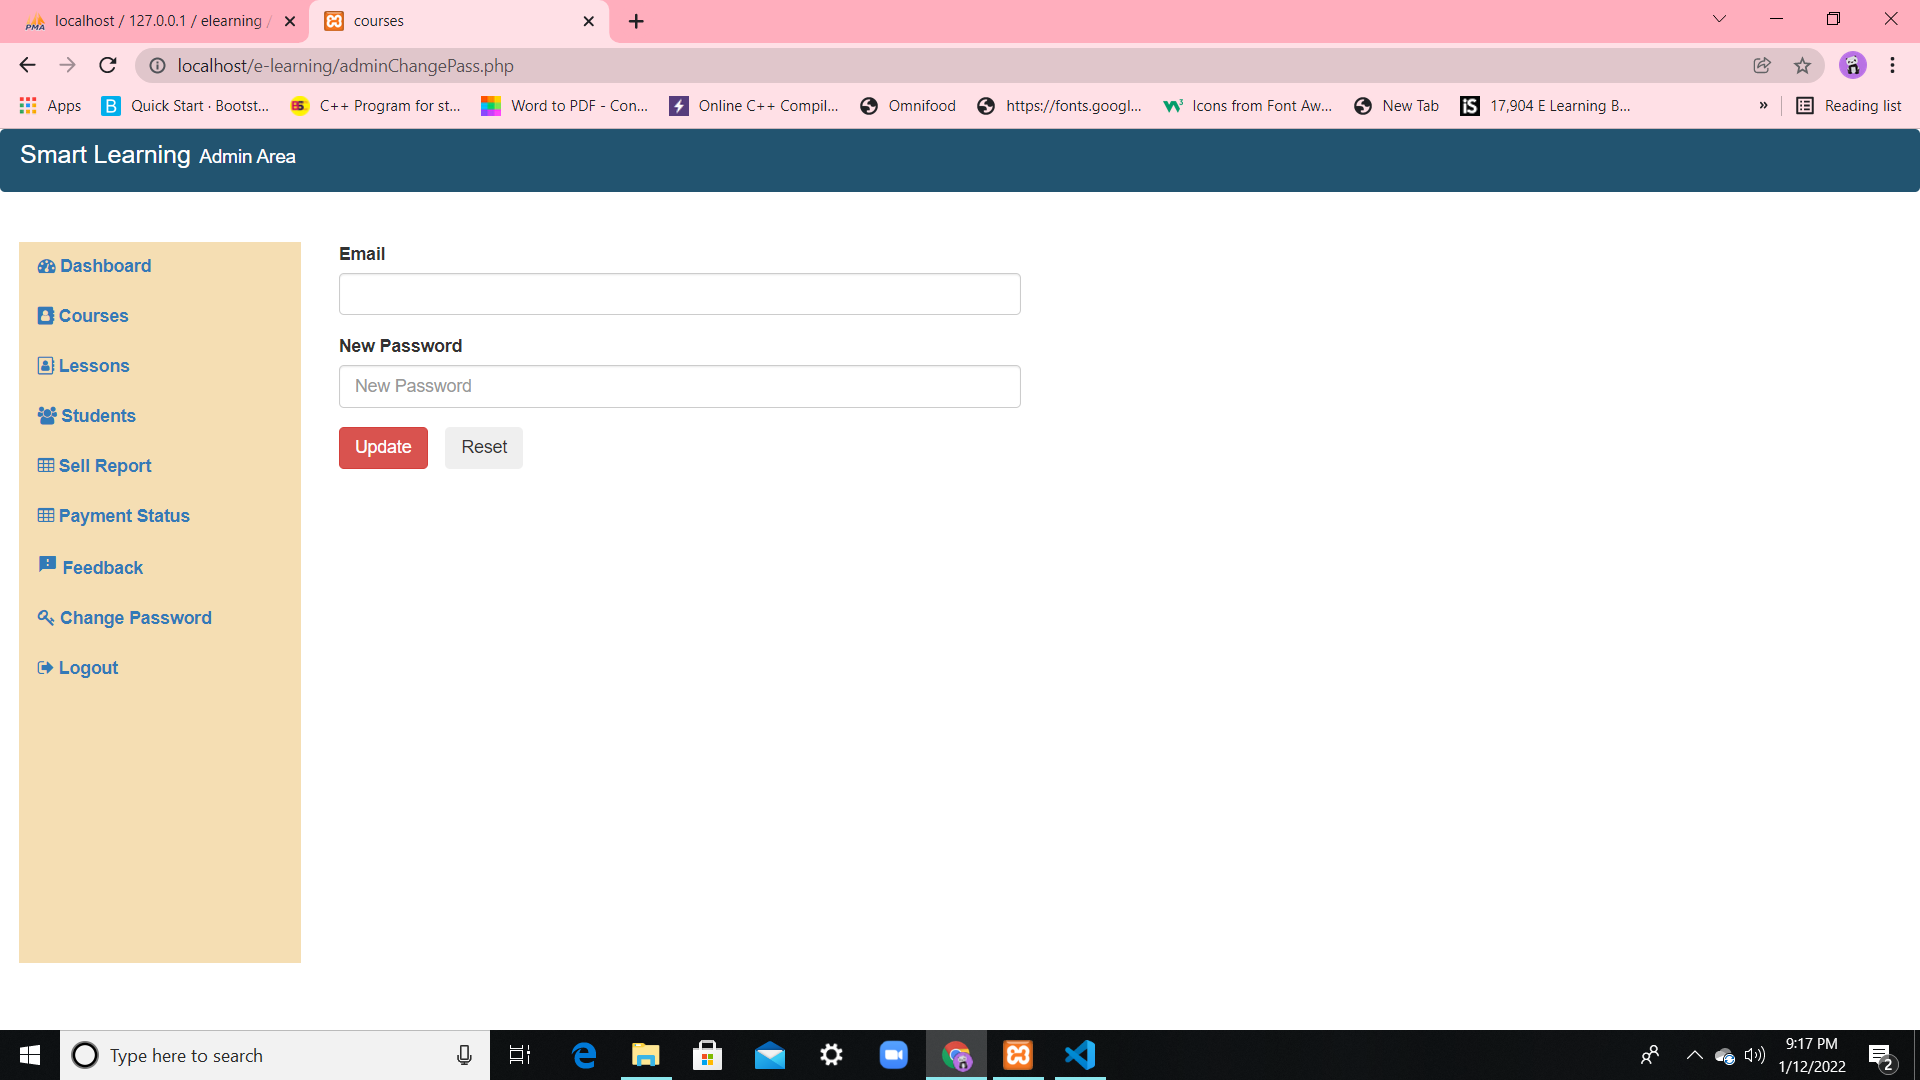 localhost / 127.0.0.1 / elearning /
courses
localhost/e-learning/adminChangePass.php
Apps
Quick Start · Bootst...
C++ Program for st...
Word to PDF - Con...
Online C++ Compil...
Omnifood
https://fonts.googl...
Icons from Font Aw...
New Tab
17,904 E Learning B...
»
Reading list
Smart Learning Admin Area
Dashboard
Courses
Lessons
Students
Sell Report
Payment Status
Feedback
Change Password
Logout
Email
New Password
New Password
Update
Reset
Type here to search
9:17 PM
1/12/2022
2